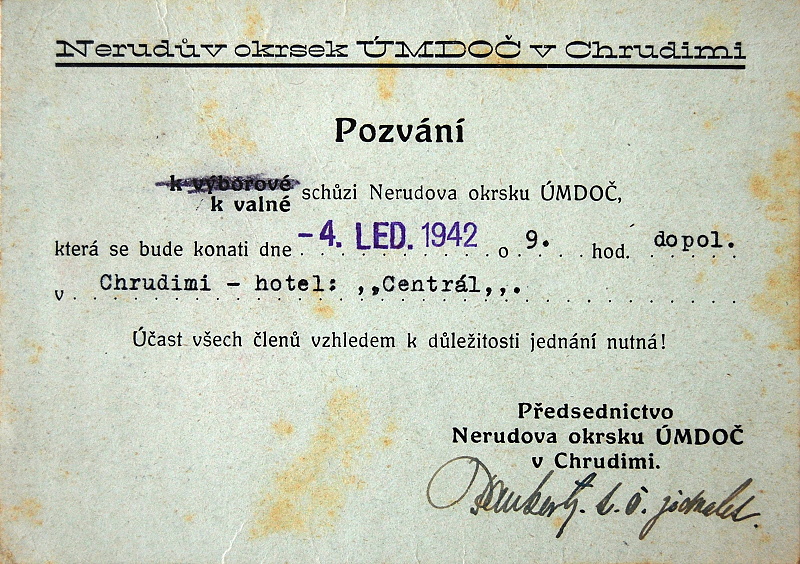 Nerudův okrsek ÚMDOČ v Chrudimi
Pozvání
k výborové
k valné schůzi Nerudova okrsku ÚMDOČ,
která se bude konati dne -4. LED. 1942 o 9. hod. dopol.
v Chrudimi - hotel: ,,Centrál,,.
Účast všech členů vzhledem k důležitosti jednání nutná!
Předsednictvo
Nerudova okrsku ÚMDOČ
v Chrudimi.
t. č. jednatel.